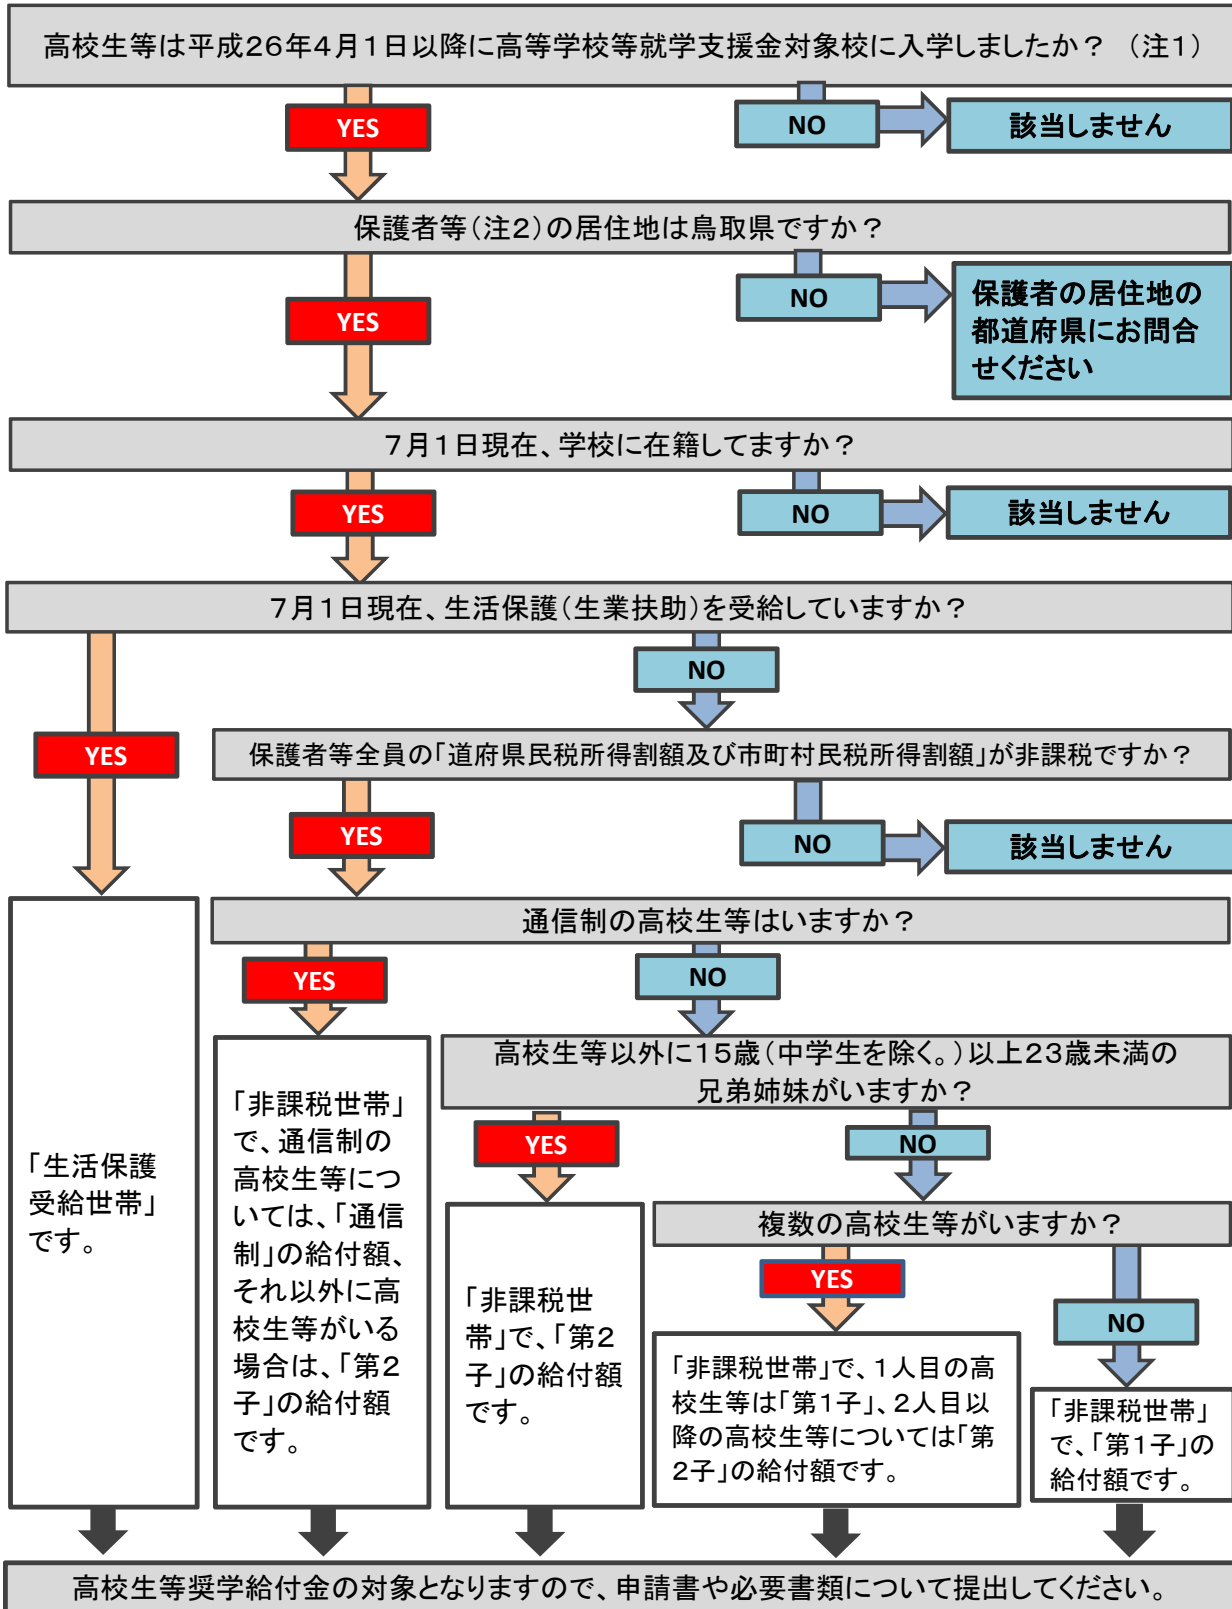 高校生等は平成26年4月1日以降に高等学校等就学支援金対象校に入学しましたか？ （注1）
YES
NO
該当しません
保護者等（注2）の居住地は鳥取県ですか？
YES
NO
保護者の居住地の
都道府県にお問合
せください
7月1日現在、学校に在籍してますか？
YES
NO
該当しません
7月1日現在、生活保護（生業扶助）を受給していますか？
NO
YES
保護者等全員の「道府県民税所得割額及び市町村民税所得割額」が非課税ですか？
YES
NO
該当しません
通信制の高校生等はいますか？
YES
NO
高校生等以外に15歳（中学生を除く。）以上23歳未満の
兄弟姉妹がいますか？
YES
NO
複数の高校生等がいますか？
YES
NO
「生活保護
受給世帯」
です。
「非課税世帯」
で、通信制の
高校生等につ
いては、「通信
制」の給付額、
それ以外に高
校生等がいる
場合は、「第2
子」の給付額
です。
「非課税世
帯」で、「第2
子」の給付額
です。
「非課税世帯」で、1人目の高
校生等は「第1子」、2人目以
降の高校生等については「第
2子」の給付額です。
「非課税世帯」
で、「第1子」の
給付額です。
高校生等奨学給付金の対象となりますので、申請書や必要書類について提出してください。